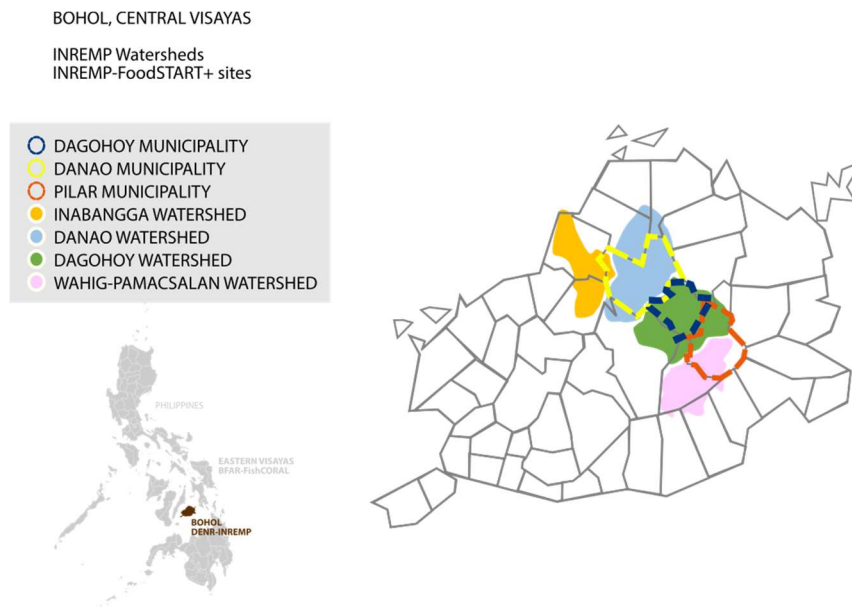 BOHOL, CENTRAL VISAYAS
INREMP Watersheds
INREMP-FoodSTART+ sites
DAGOHOY MUNICIPALITY
DANAO MUNICIPALITY
PILAR MUNICIPALITY
INABANGGA WATERSHED
DANAO WATERSHED
DAGOHOY WATERSHED
WAHIG-PAMACSALAN WATERSHED
PHILIPPINES
EASTERN VISAYAS
BFAR-FishCORAL
BOHOL
DENR-INREMP